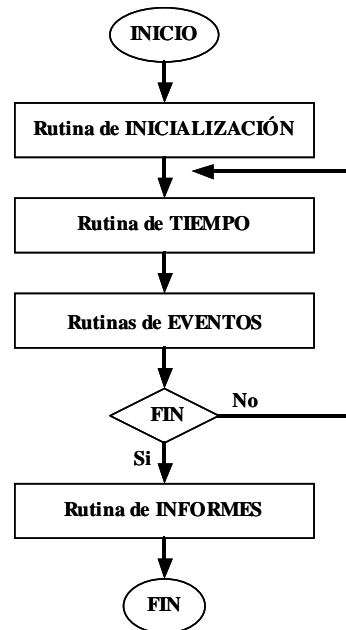 INICIO
Rutina de INICIALIZACIÓN
Rutina de TIEMPO
Rutinas de EVENTOS
FIN
No
Si
Rutina de INFORMES
FIN